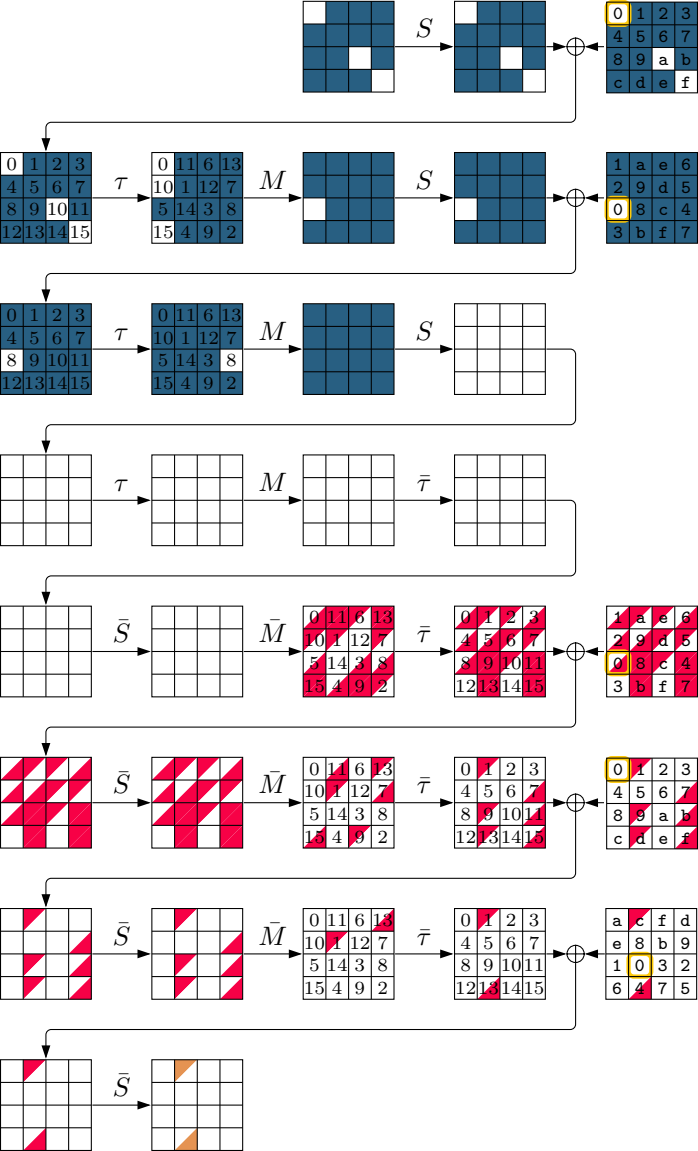 0 1 2 3
S 4 5 6 7
8 9 a b
c d e f
0 1 2 3 0 11 6 13 1 a e 6
4 5 6 7 τ 10 1 12 7 M S 2 9 d 5
8 9 10 11 5 14 3 8 0 8 c 4
12 13 14 15 15 4 9 2 3 b f 7
0 1 2 3 0 11 6 13
4 5 6 7 τ 10 1 12 7 M S
8 9 10 11 5 14 3 8
12 13 14 15 15 4 9 2
τ M τ̄
0 11 6 13 0 1 2 3 1 a e 6
S̄ M̄ 10 1 12 7 τ̄ 4 5 6 7 2 9 d 5
5 14 3 8 8 9 10 11 0 8 c 4
15 4 9 2 12 13 14 15 3 b f 7
0 11 6 13 0 1 2 3 0 1 2 3
S̄ M̄ 10 1 12 7 τ̄ 4 5 6 7 4 5 6 7
5 14 3 8 8 9 10 11 8 9 a b
15 4 9 2 12 13 14 15 c d e f
0 11 6 13 0 1 2 3 a c f d
S̄ M̄ 10 1 12 7 τ̄ 4 5 6 7 e 8 b 9
5 14 3 8 8 9 10 11 1 0 3 2
15 4 9 2 12 13 14 15 6 4 7 5
S̄